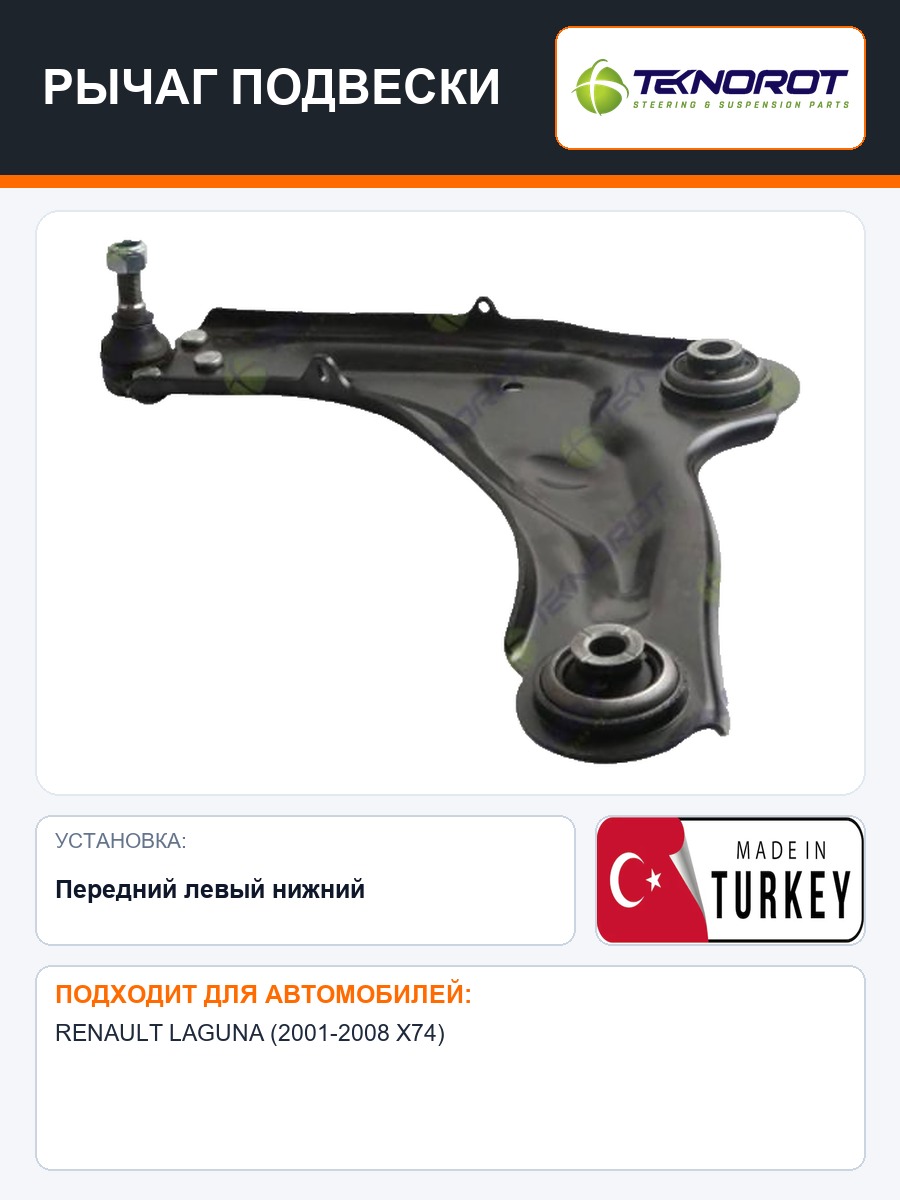 РЫЧАГ ПОДВЕСКИ
TEKNOROT
STEERING & SUSPENSION PARTS
TEKNOROT
УСТАНОВКА:
Передний левый нижний
MADE IN
TURKEY
ПОДХОДИТ ДЛЯ АВТОМОБИЛЕЙ:
RENAULT LAGUNA (2001-2008 X74)